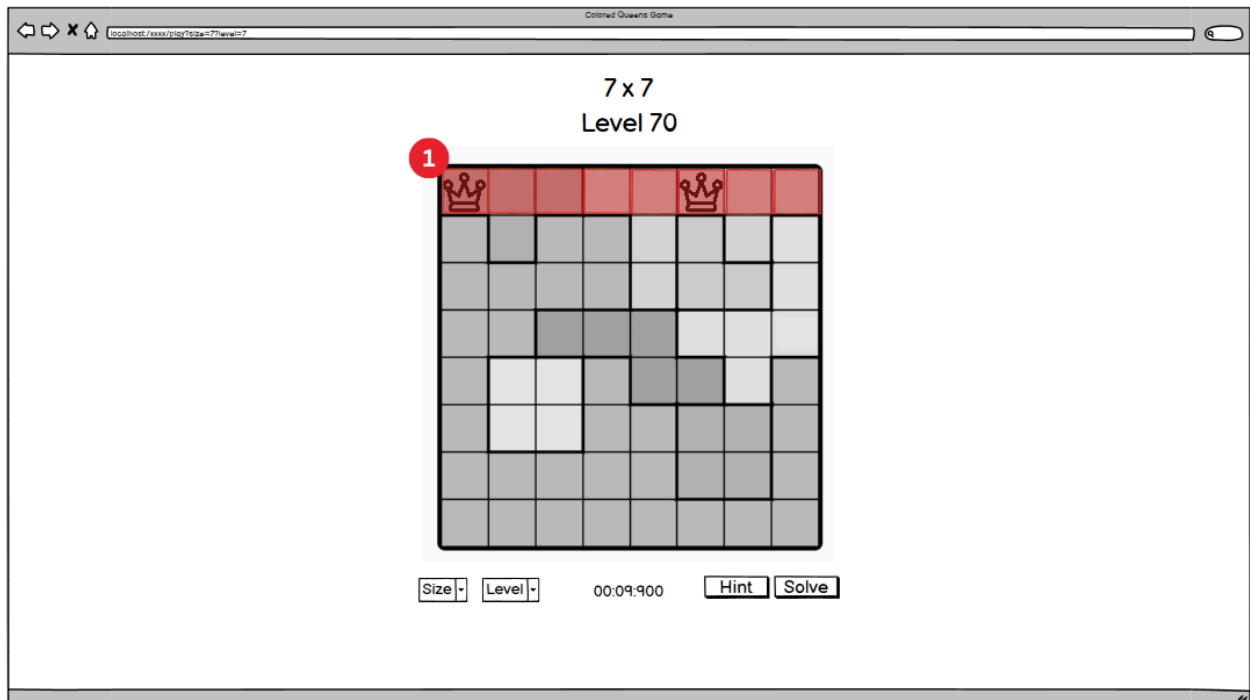 Colored Queens Game
localhost:/xxxx/play?size=7?level=7
7 x 7
Level 70
1
Size Level 00:09:900 Hint Solve